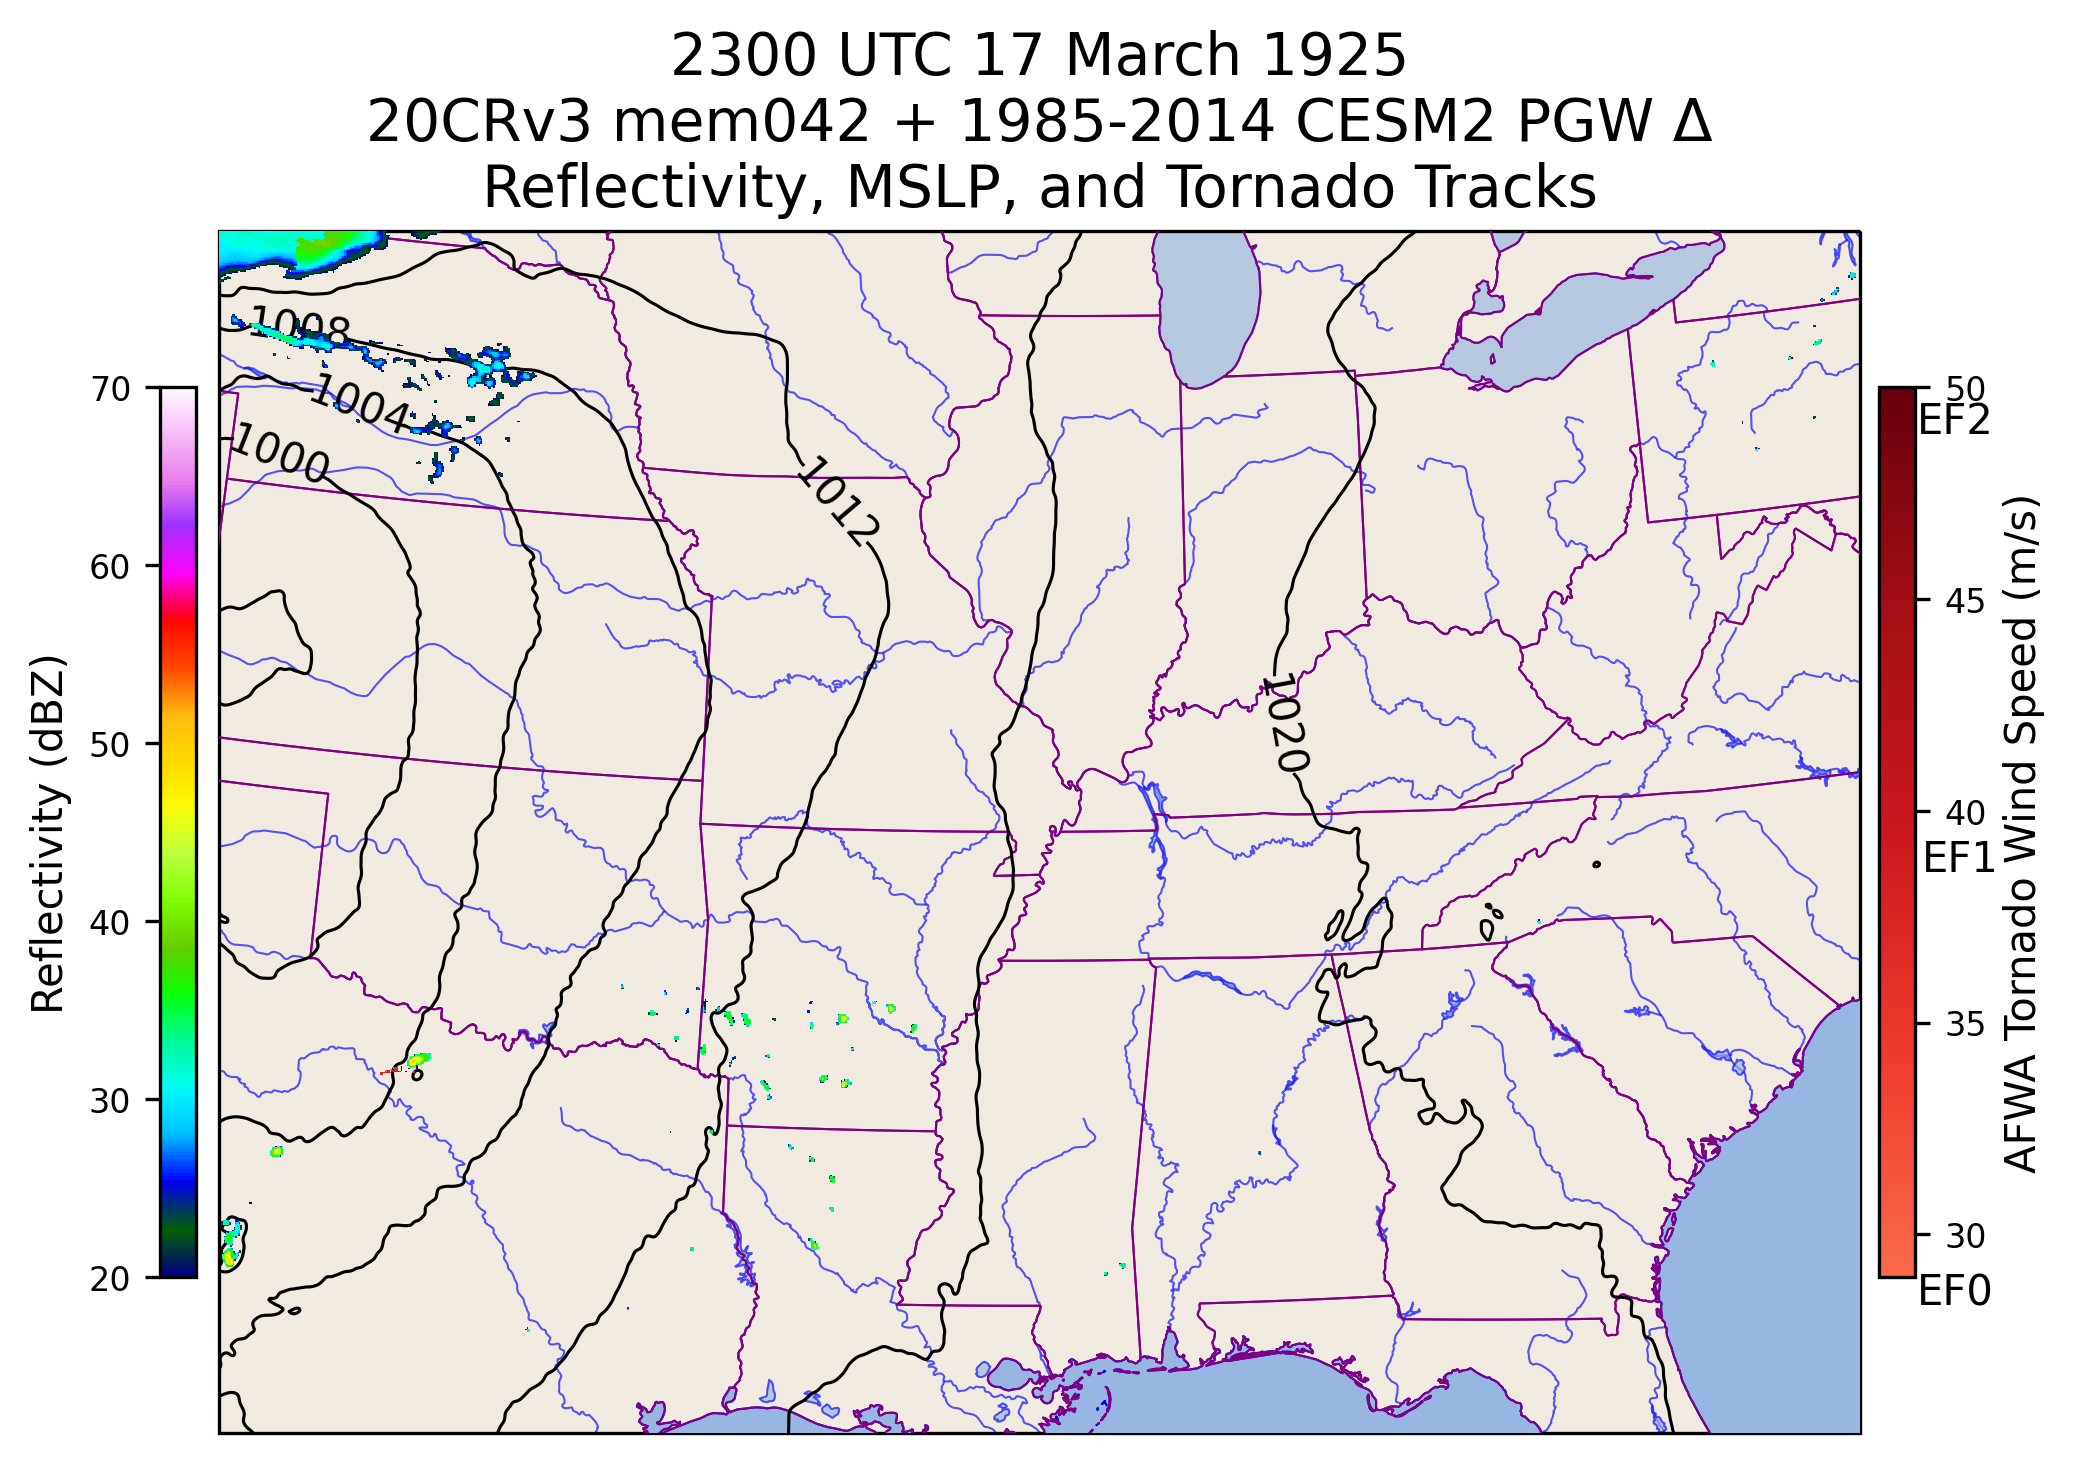 2300 UTC 17 March 1925
20CRv3 mem042 + 1985-2014 CESM2 PGW Δ
Reflectivity, MSLP, and Tornado Tracks
1008
1004
1000
1012
1020
70
60
50
40
30
20
Reflectivity (dBZ)
50
EF2
45
40
EF1
35
30
EF0
AFWA Tornado Wind Speed (m/s)